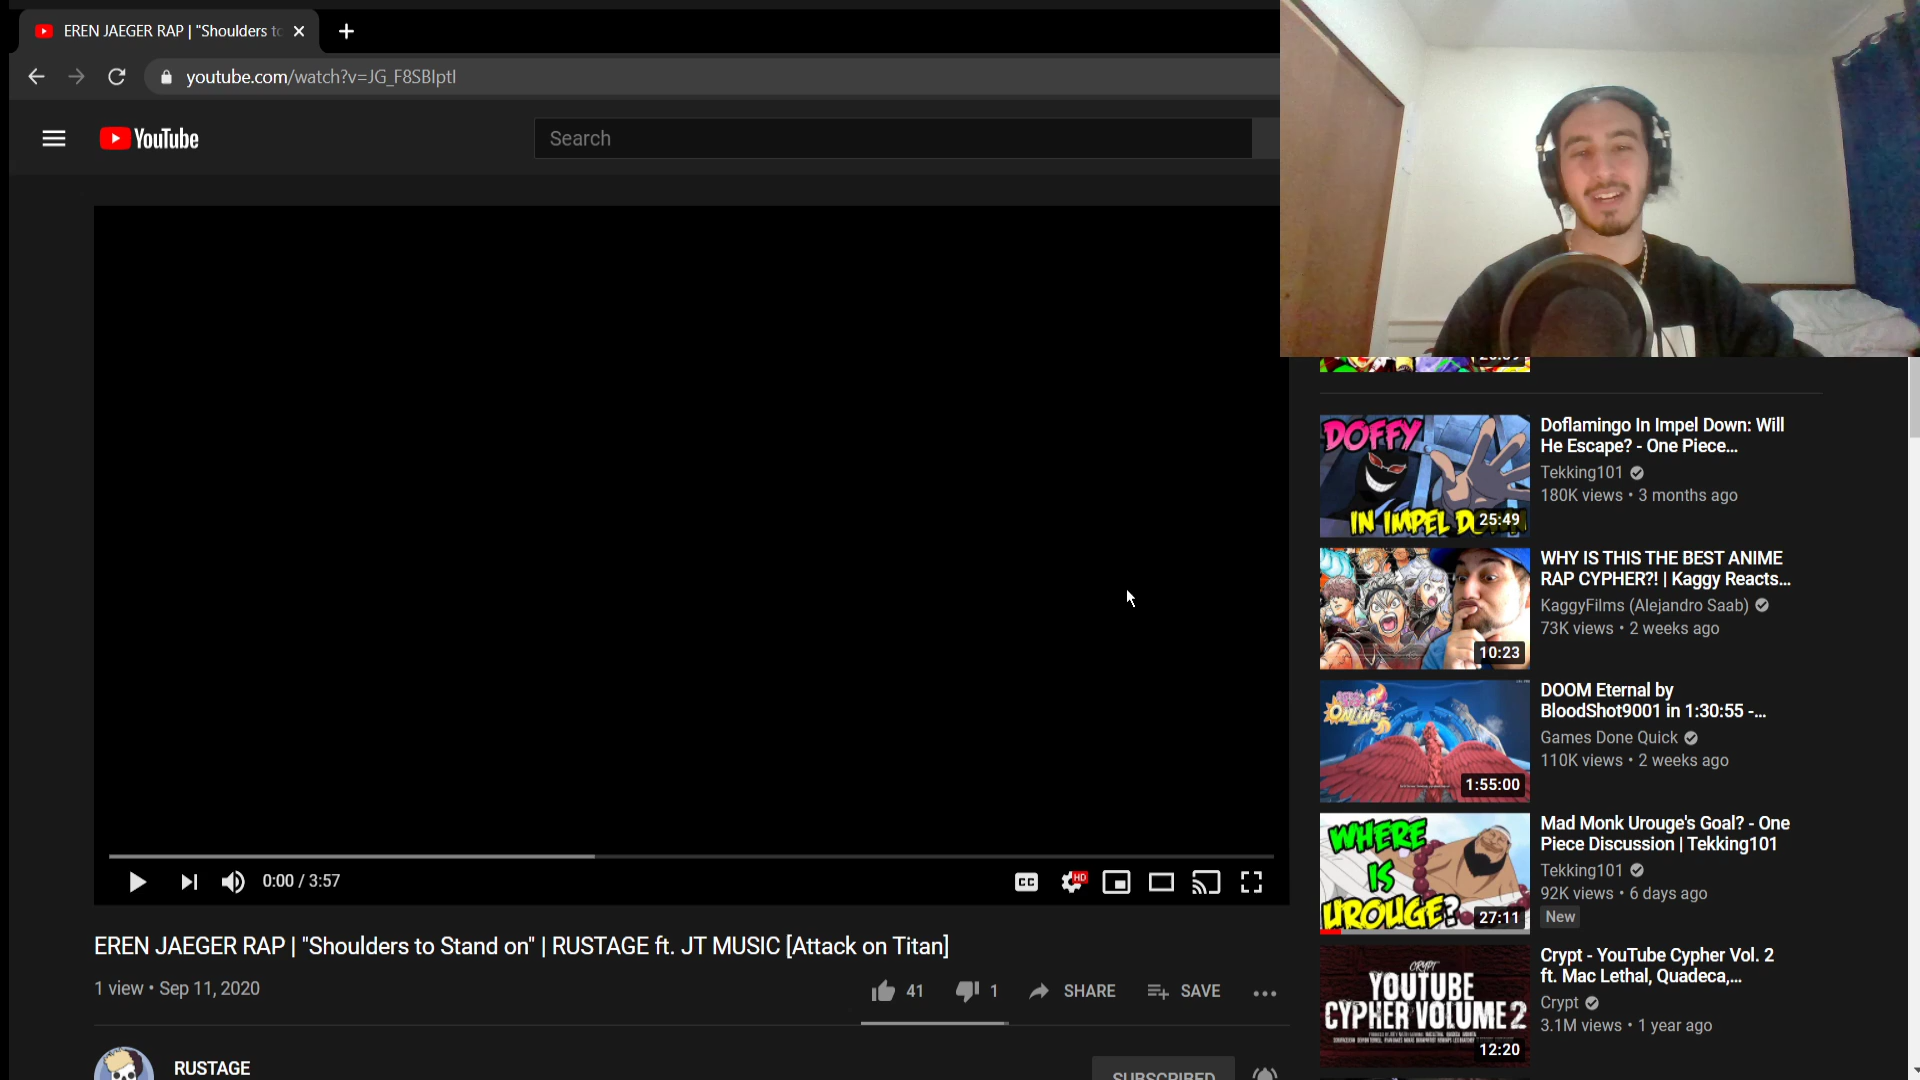 EREN JAEGER RAP | "Shoulders to
youtube.com/watch?v=JG_F8SBlptI
YouTube
Search
0:00 / 3:57
CC
HD
EREN JAEGER RAP | "Shoulders to Stand on" | RUSTAGE ft. JT MUSIC [Attack on Titan]
1 view • Sep 11, 2020
41
1
SHARE
SAVE
RUSTAGE
SUBSCRIBED
DOFFY
IN IMPEL DOWN
25:49
Doflamingo In Impel Down: Will
He Escape? - One Piece...
Tekking101
180K views • 3 months ago
10:23
WHY IS THIS THE BEST ANIME
RAP CYPHER?! | Kaggy Reacts...
KaggyFilms (Alejandro Saab)
73K views • 2 weeks ago
ONLINE
1:55:00
DOOM Eternal by
BloodShot9001 in 1:30:55 -...
Games Done Quick
110K views • 2 weeks ago
WHERE
IS
UROUGE?
27:11
Mad Monk Urouge's Goal? - One
Piece Discussion | Tekking101
Tekking101
92K views • 6 days ago
New
CRYPT
YOUTUBE
CYPHER VOLUME 2
12:20
Crypt - YouTube Cypher Vol. 2
ft. Mac Lethal, Quadeca,...
Crypt
3.1M views • 1 year ago